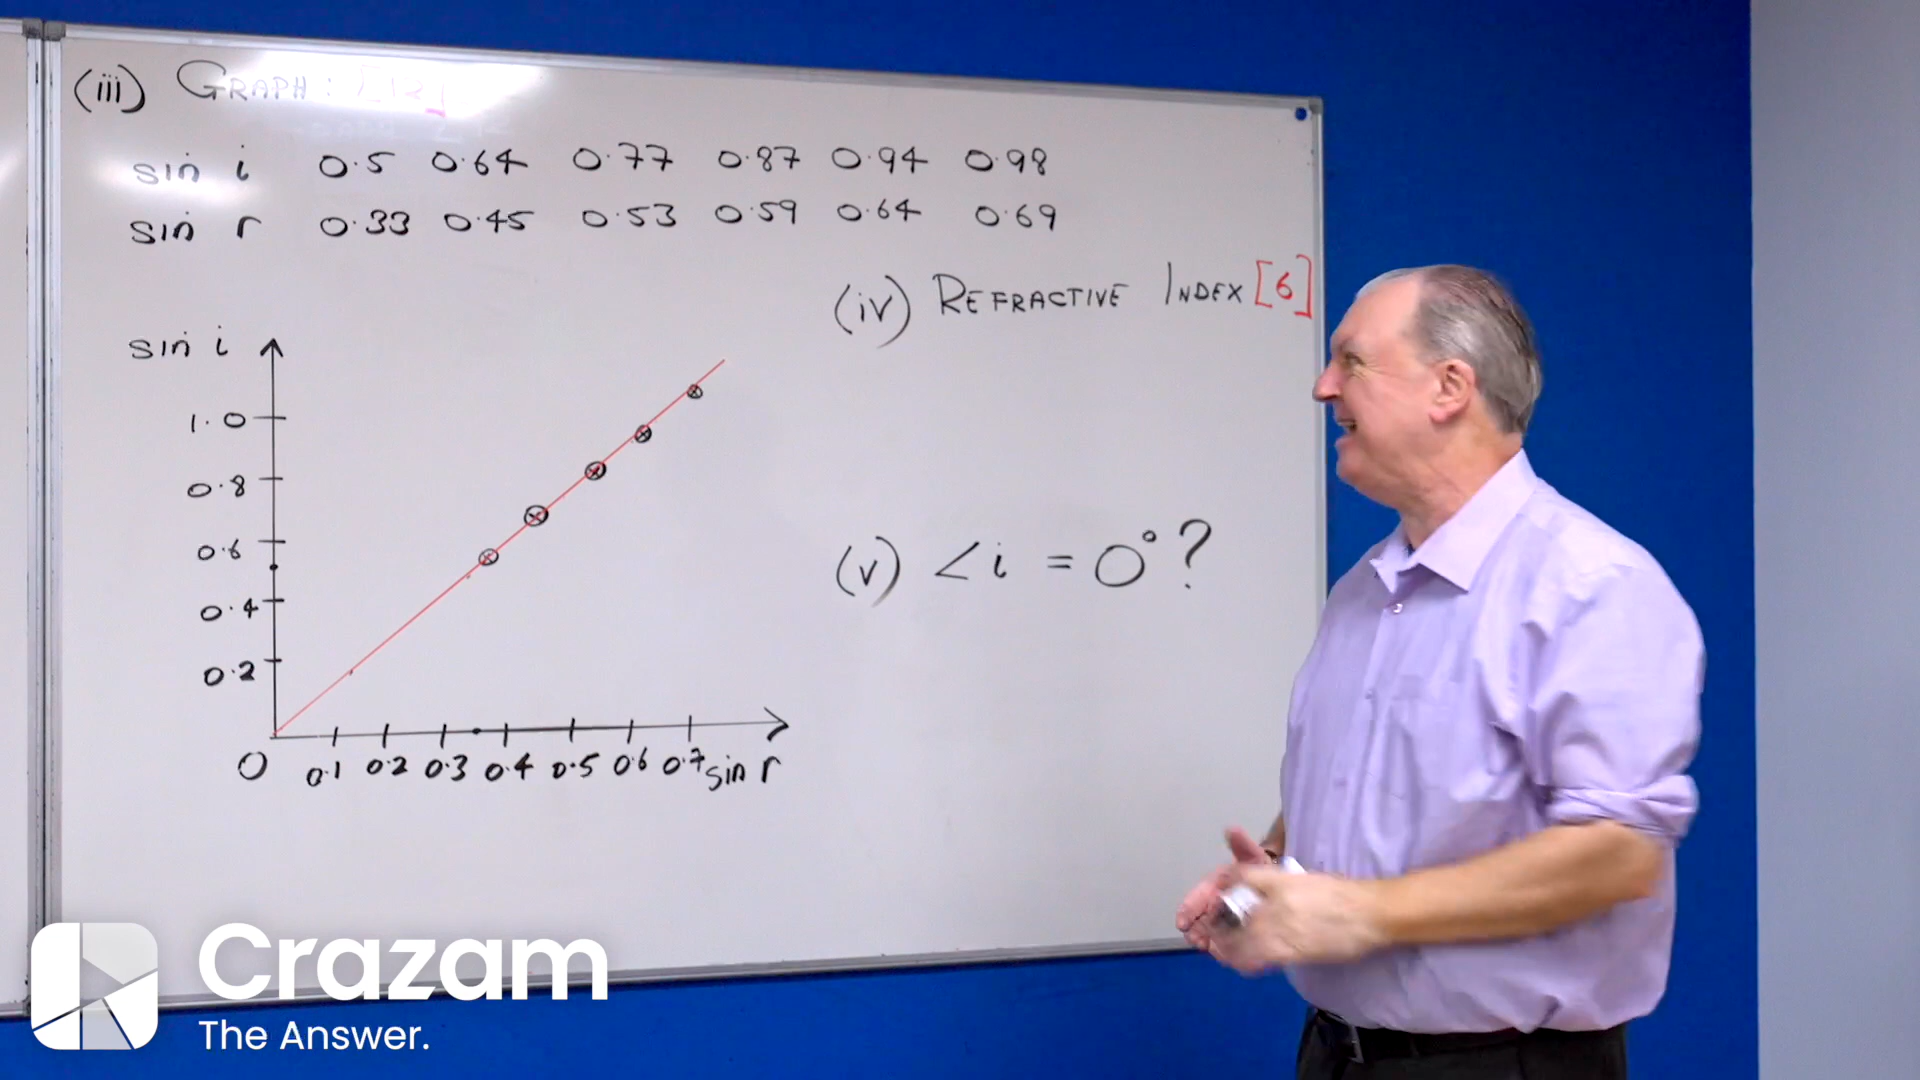 (iii) GRAPH: [12]
sin i 0.5 0.64 0.77 0.87 0.94 0.98
sin r 0.33 0.45 0.53 0.59 0.64 0.69
(iv) REFRACTIVE INDEX [6]
sin i
1.0
0.8
0.6
0.4
0.2
0 0.1 0.2 0.3 0.4 0.5 0.6 0.7 sin r
(v) ∠i = 0°?
Crazam
The Answer.